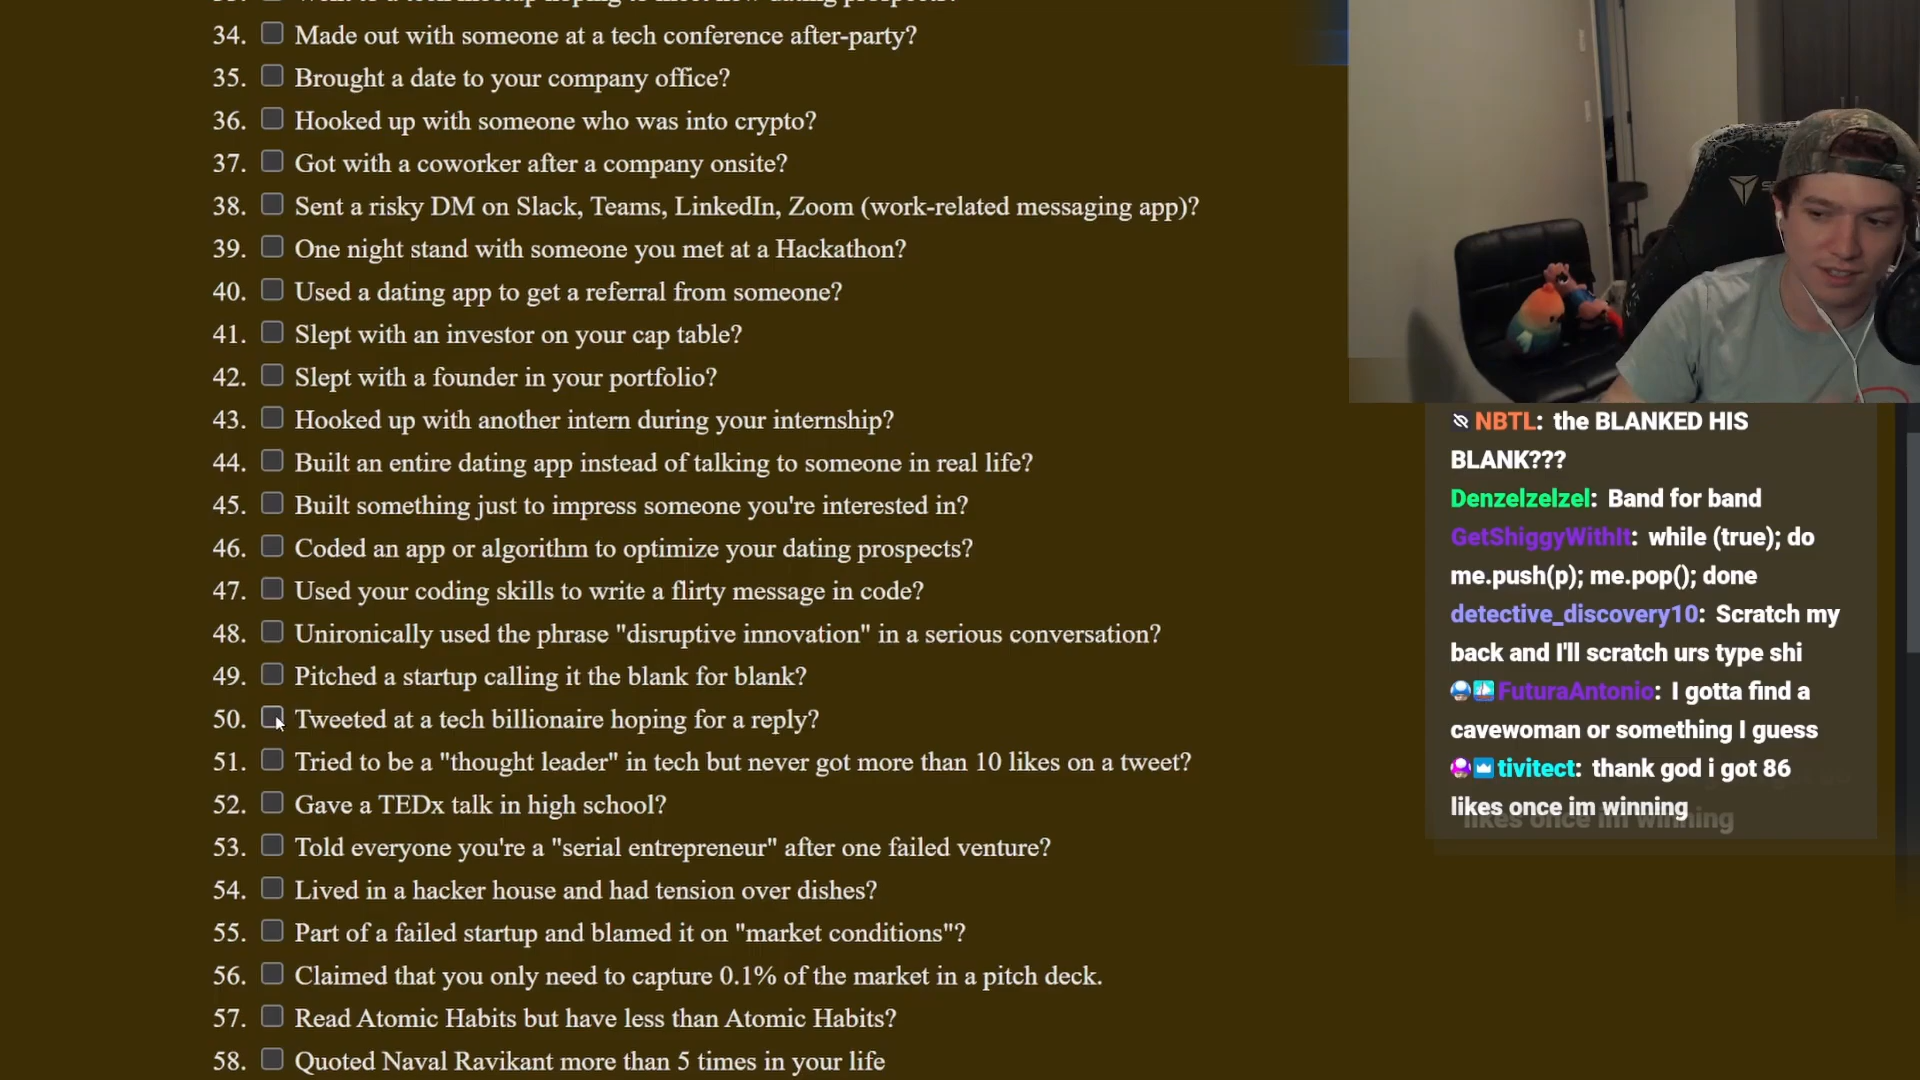 34. Made out with someone at a tech conference after-party?
35. Brought a date to your company office?
36. Hooked up with someone who was into crypto?
37. Got with a coworker after a company onsite?
38. Sent a risky DM on Slack, Teams, LinkedIn, Zoom (work-related messaging app)?
39. One night stand with someone you met at a Hackathon?
40. Used a dating app to get a referral from someone?
41. Slept with an investor on your cap table?
42. Slept with a founder in your portfolio?
43. Hooked up with another intern during your internship?
44. Built an entire dating app instead of talking to someone in real life?
45. Built something just to impress someone you're interested in?
46. Coded an app or algorithm to optimize your dating prospects?
47. Used your coding skills to write a flirty message in code?
48. Unironically used the phrase "disruptive innovation" in a serious conversation?
49. Pitched a startup calling it the blank for blank?
50. Tweeted at a tech billionaire hoping for a reply?
51. Tried to be a "thought leader" in tech but never got more than 10 likes on a tweet?
52. Gave a TEDx talk in high school?
53. Told everyone you're a "serial entrepreneur" after one failed venture?
54. Lived in a hacker house and had tension over dishes?
55. Part of a failed startup and blamed it on "market conditions"?
56. Claimed that you only need to capture 0.1% of the market in a pitch deck.
57. Read Atomic Habits but have less than Atomic Habits?
58. Quoted Naval Ravikant more than 5 times in your life
NBTL: the BLANKED HIS
BLANK???
Denzelzelzel: Band for band
GetShiggyWithIt: while (true); do
me.push(p); me.pop(); done
detective_discovery10: Scratch my
back and I'll scratch urs type shi
FuturaAntonio: I gotta find a
cavewoman or something I guess
tivitect: thank god i got 86
likes once im winning
likes once im winning